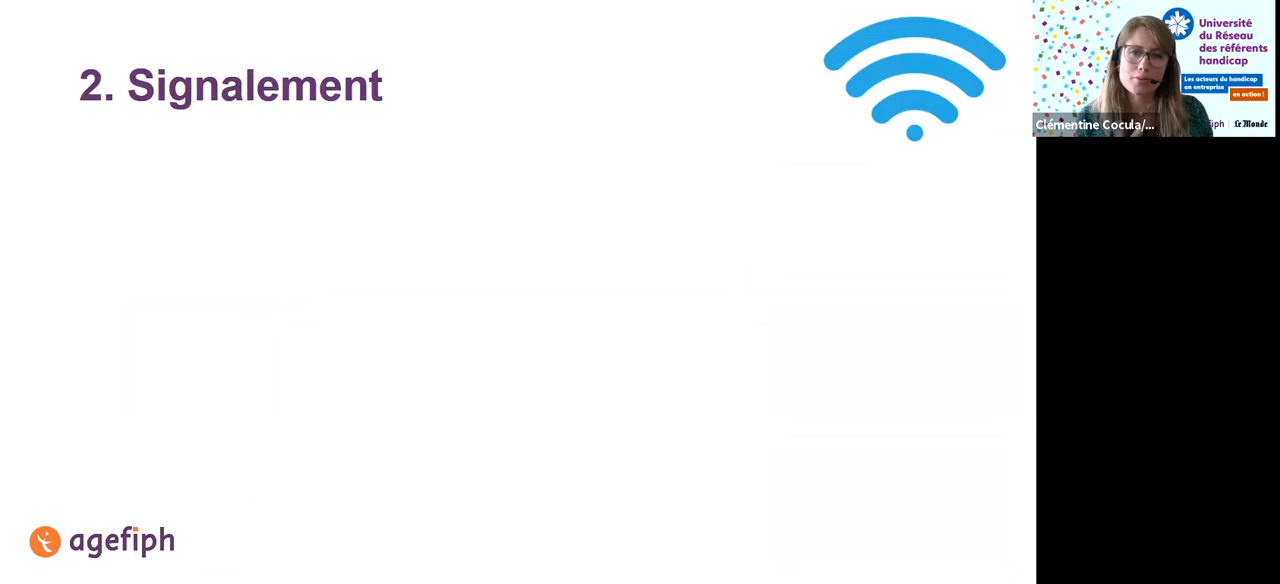 2. Signalement
agefiph
Université
du Réseau
des référents
handicap
Les acteurs du handicap
en entreprise
en action !
Clémentine Cocula/...
iph
Le Monde